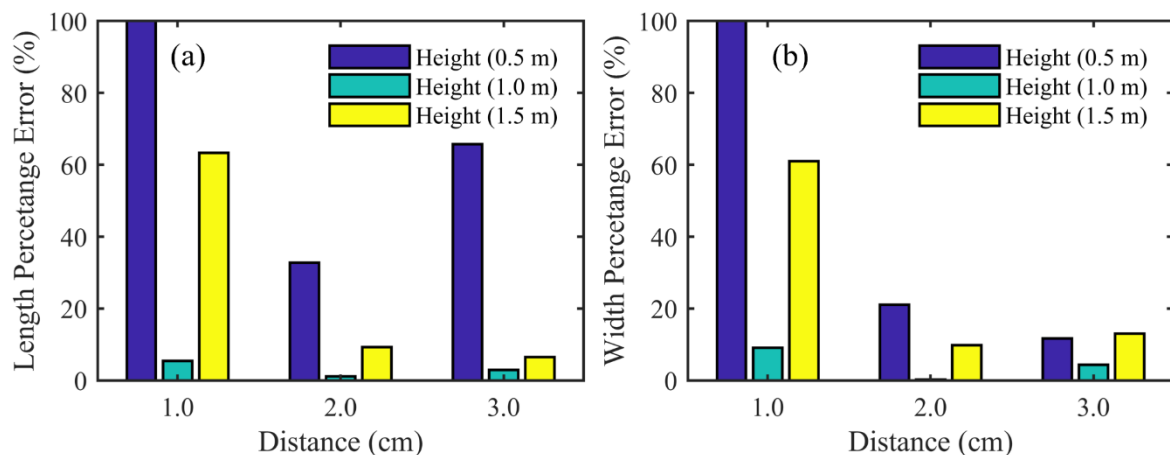 (a)
Height (0.5 m)
Height (1.0 m)
Height (1.5 m)
Length Percetange Error (%)
100
80
60
40
20
0
1.0 2.0 3.0
Distance (cm)
(b)
Height (0.5 m)
Height (1.0 m)
Height (1.5 m)
Width Percetange Error (%)
100
80
60
40
20
0
1.0 2.0 3.0
Distance (cm)